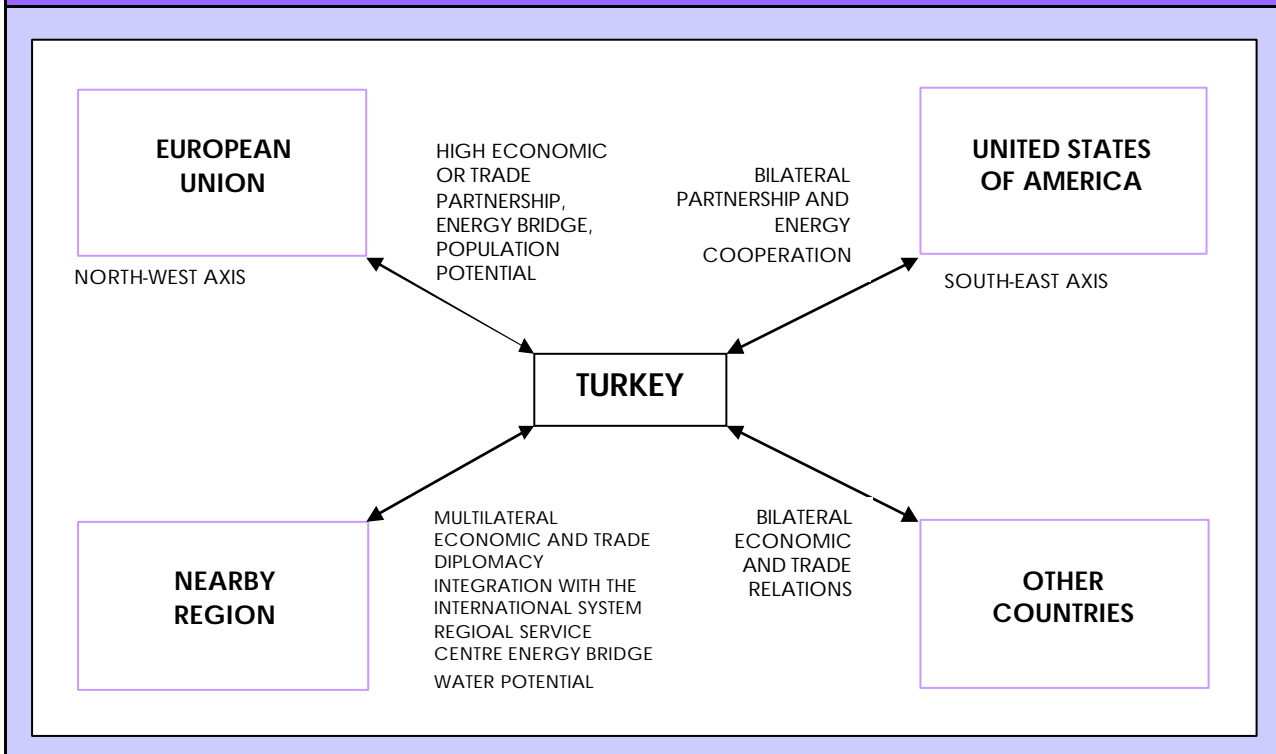 EUROPEAN
UNION
NORTH-WEST AXIS
HIGH ECONOMIC
OR TRADE
PARTNERSHIP,
ENERGY BRIDGE,
POPULATION
POTENTIAL
BILATERAL
PARTNERSHIP AND
ENERGY
COOPERATION
UNITED STATES
OF AMERICA
SOUTH-EAST AXIS
TURKEY
NEARBY
REGION
MULTILATERAL
ECONOMIC AND TRADE
DIPLOMACY
INTEGRATION WITH THE
INTERNATIONAL SYSTEM
REGIOAL SERVICE
CENTRE ENERGY BRIDGE
WATER POTENTIAL
BILATERAL
ECONOMIC
AND TRADE
RELATIONS
OTHER
COUNTRIES